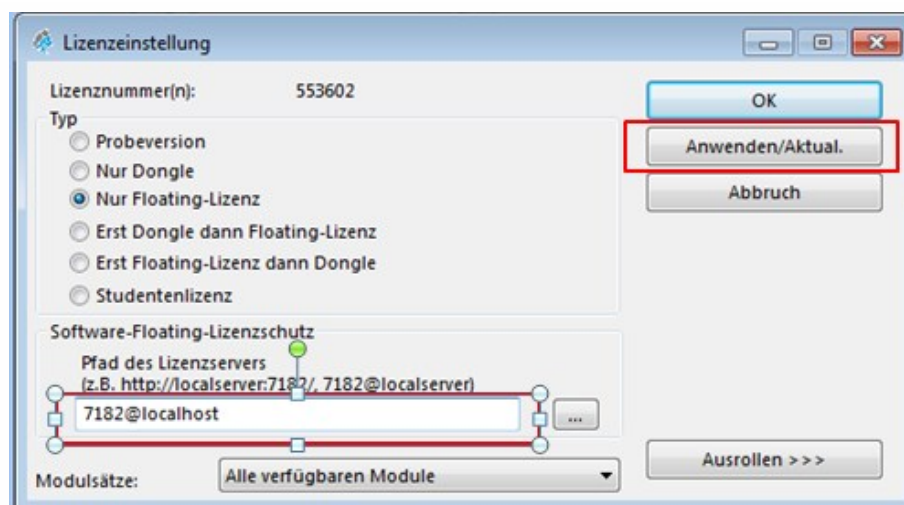 Lizenzeinstellung
Lizenznummer(n): 553602
OK
Typ
Probeversion
Anwenden/Aktual.
Nur Dongle
Abbruch
Nur Floating-Lizenz
Erst Dongle dann Floating-Lizenz
Erst Floating-Lizenz dann Dongle
Studentenlizenz
Software-Floating-Lizenzschutz
Pfad des Lizenzservers
(z.B. http://localserver:7182/, 7182@localserver)
7182@localhost
...
Ausrollen >>>
Modulsätze: Alle verfügbaren Module